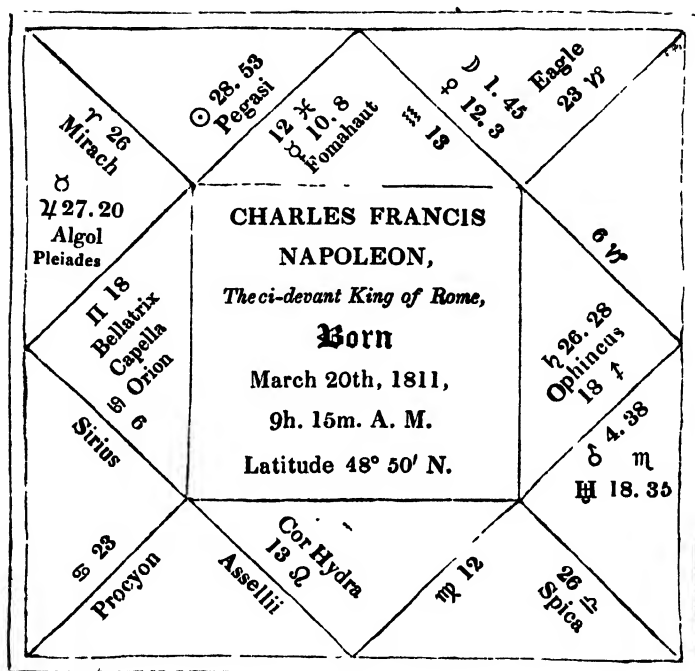 ☉ 28. 53
Pegasi
12 ♓
☿ 10. 8
Fomahaut
♒ 13
☽ 1. 45
♀ 12. 3
Eagle
23 ♑
♈ 26
Mirach
♉
♃ 27. 20
Algol
Pleiades
CHARLES FRANCIS
NAPOLEON,
The ci-devant King of Rome,
Born
March 20th, 1811,
9h. 15m. A. M.
Latitude 48° 50′ N.
6 ♑
♄ 26. 28
Ophincus
18 ♐
♊ 18
Bellatrix
Capella
Orion
♋ 6
Sirius
♂ 4. 38
♏
♅ 18. 35
♋ 23
Procyon
Assellii
Cor Hydra
13 ♌
♍ 12
26 ♎
Spica